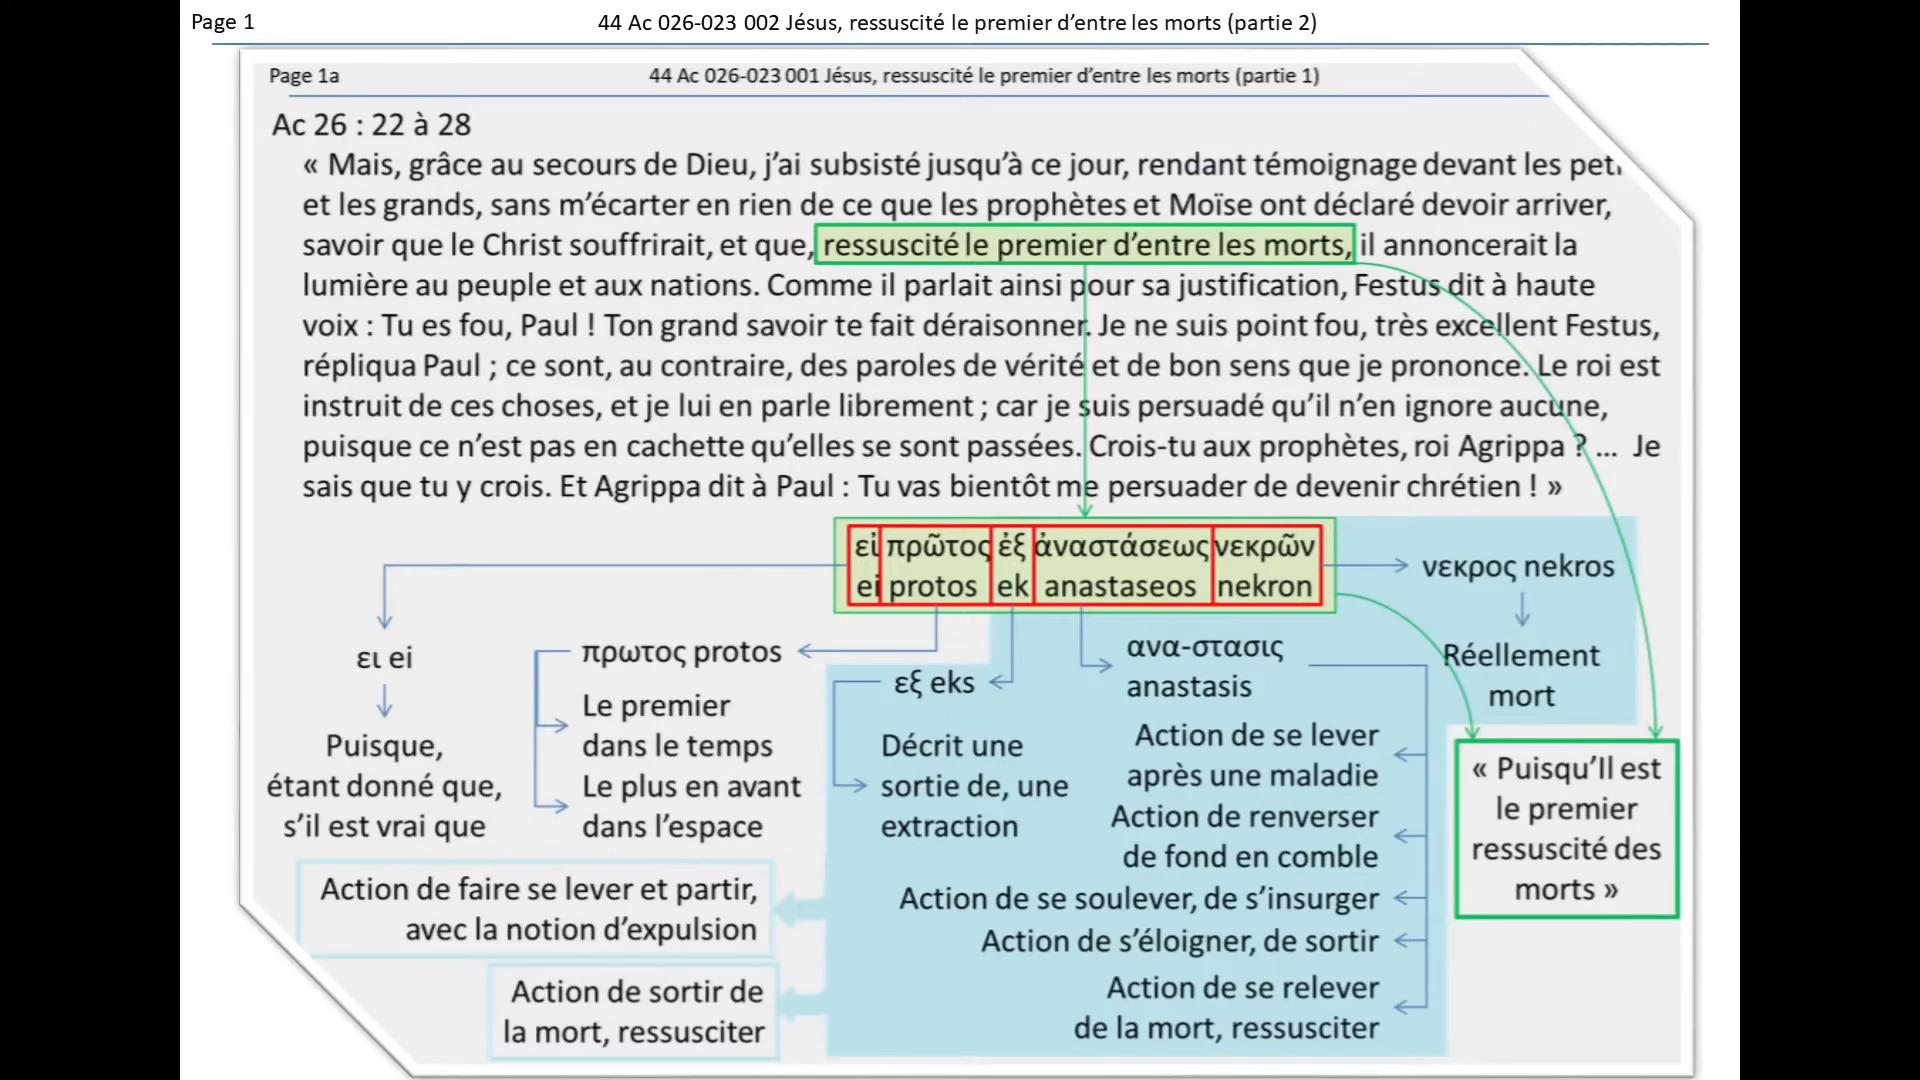 Page 1
44 Ac 026-023 002 Jésus, ressuscité le premier d’entre les morts (partie 2)
Page 1a
44 Ac 026-023 001 Jésus, ressuscité le premier d’entre les morts (partie 1)
Ac 26 : 22 à 28
« Mais, grâce au secours de Dieu, j’ai subsisté jusqu’à ce jour, rendant témoignage devant les
et les grands, sans m’écarter en rien de ce que les prophètes et Moïse ont déclaré devoir arriver,
savoir que le Christ souffrirait, et que, ressuscité le premier d’entre les morts, il annoncerait la
lumière au peuple et aux nations. Comme il parlait ainsi pour sa justification, Festus dit à haute
voix : Tu es fou, Paul ! Ton grand savoir te fait déraisonner. Je ne suis point fou, très excellent Festus,
répliqua Paul ; ce sont, au contraire, des paroles de vérité et de bon sens que je prononce. Le roi est
instruit de ces choses, et je lui en parle librement ; car je suis persuadé qu’il n’en ignore aucune,
puisque ce n’est pas en cachette qu’elles se sont passées. Crois-tu aux prophètes, roi Agrippa ? ... Je
sais que tu y crois. Et Agrippa dit à Paul : Tu vas bientôt me persuader de devenir chrétien ! »
εἰ πρῶτος ἐξ ἀναστάσεως νεκρῶν
ei protos ek anastaseos nekron
ει ei
Puisque,
étant donné que,
s’il est vrai que
πρωτος protos
Le premier
dans le temps
Le plus en avant
dans l’espace
εξ eks
Décrit une
sortie de, une
extraction
ανα-στασις
anastasis
Action de se lever
après une maladie
Action de renverser
de fond en comble
Action de se soulever, de s’insurger
Action de s’éloigner, de sortir
Action de se relever
de la mort, ressusciter
νεκρος nekros
Réellement
mort
« Puisqu’Il est
le premier
ressuscité des
morts »
Action de faire se lever et partir,
avec la notion d’expulsion
Action de sortir de
la mort, ressusciter